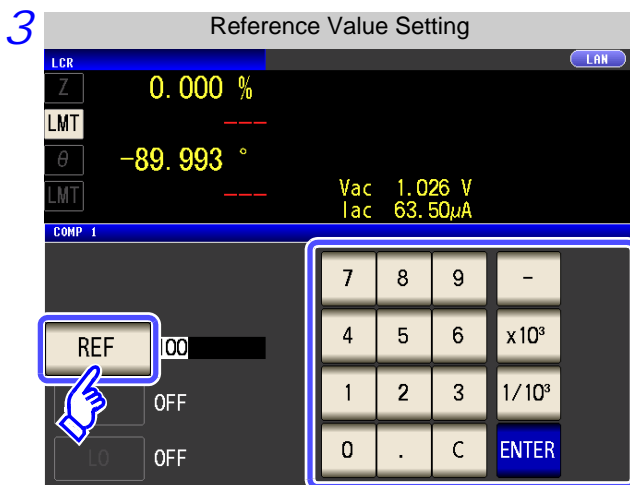 3 Reference Value Setting
LCR LAN
Z 0.000 %
LMT ---
θ -89.993 °
LMT ---
Vac 1.026 V
Iac 63.50μA
COMP 1
7 8 9 -
REF 100 4 5 6 x10³
OFF 1 2 3 1/10³
LO OFF 0 . C ENTER